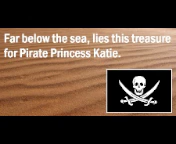 Far below the sea, lies this treasure
for Pirate Princess Katie.